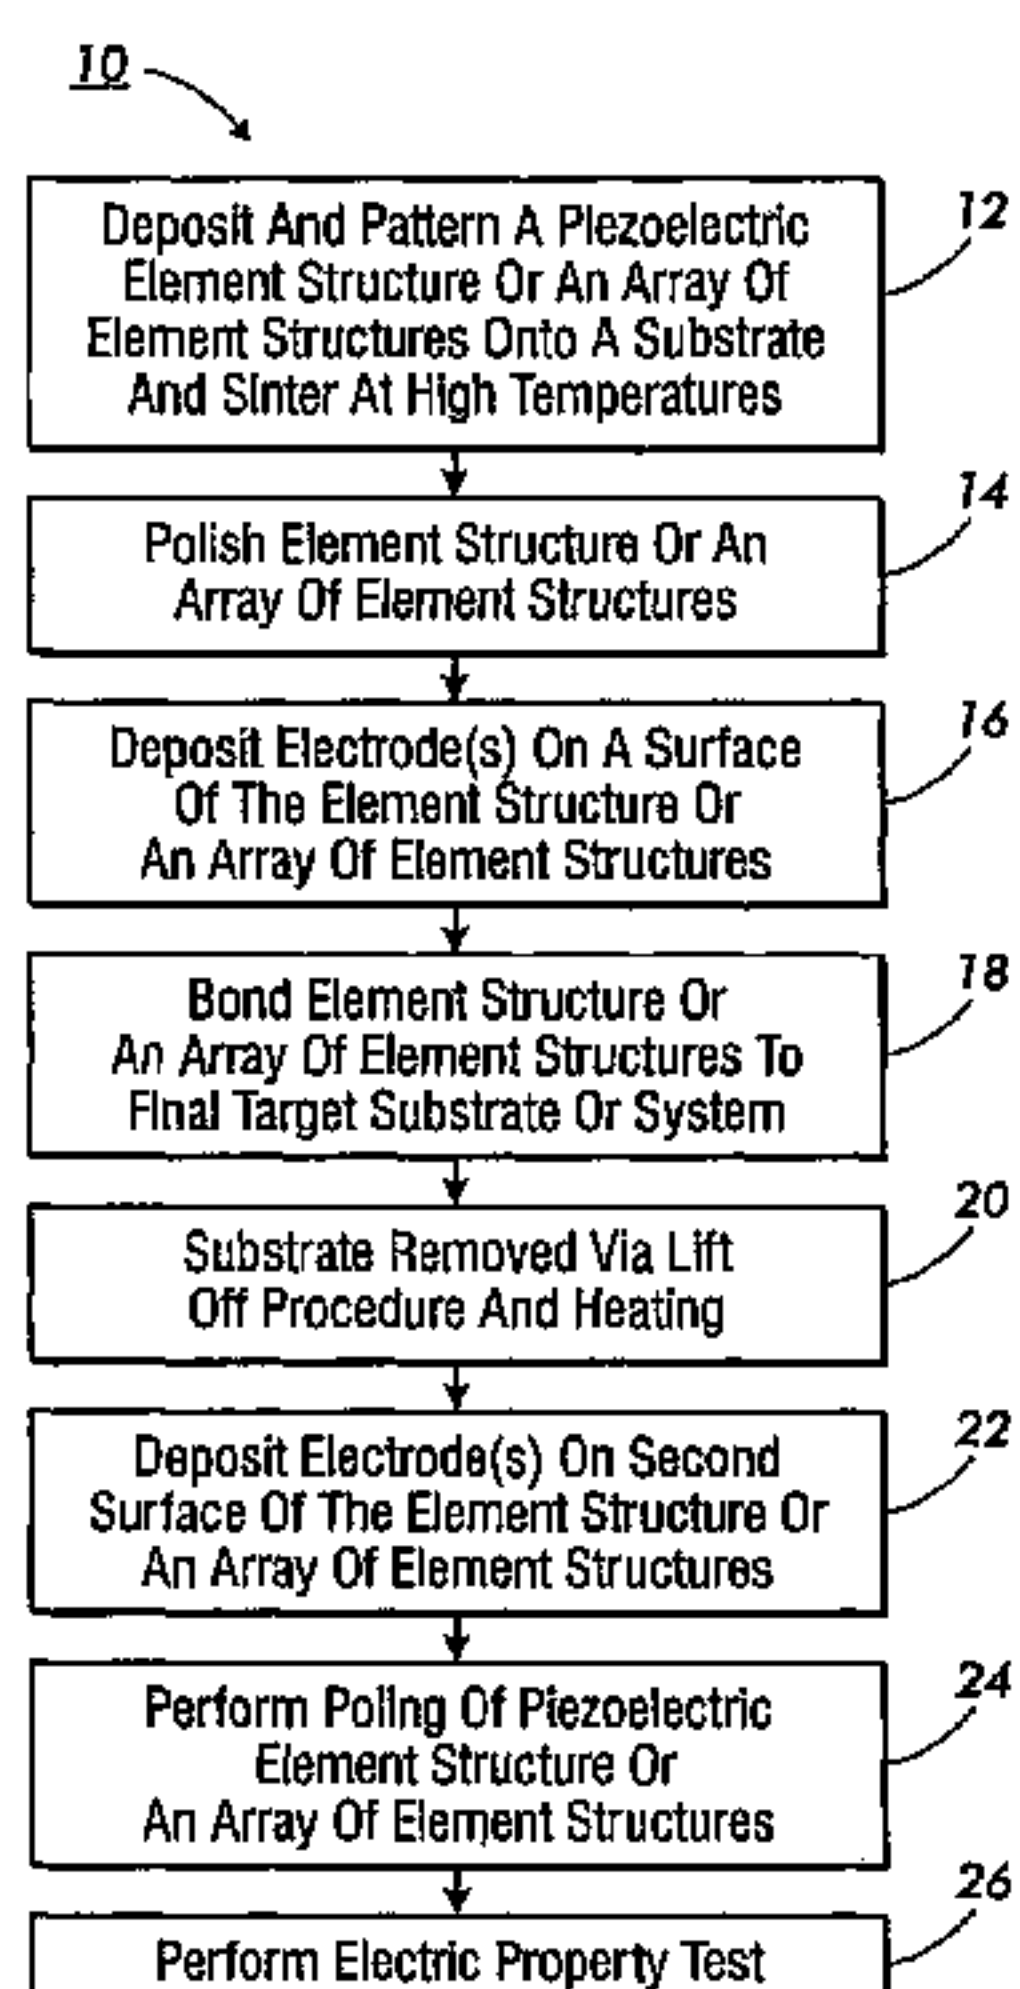 10
12
Deposit And Pattern A Piezoelectric
Element Structure Or An Array Of
Element Structures Onto A Substrate
And Sinter At High Temperatures
14
Polish Element Structure Or An
Array Of Element Structures
16
Deposit Electrode(s) On A Surface
Of The Element Structure Or
An Array Of Element Structures
18
Bond Element Structure Or
An Array Of Element Structures To
Final Target Substrate Or System
20
Substrate Removed Via Lift
Off Procedure And Heating
22
Deposit Electrode(s) On Second
Surface Of The Element Structure Or
An Array Of Element Structures
24
Perform Poling Of Piezoelectric
Element Structure Or
An Array Of Element Structures
26
Perform Electric Property Test